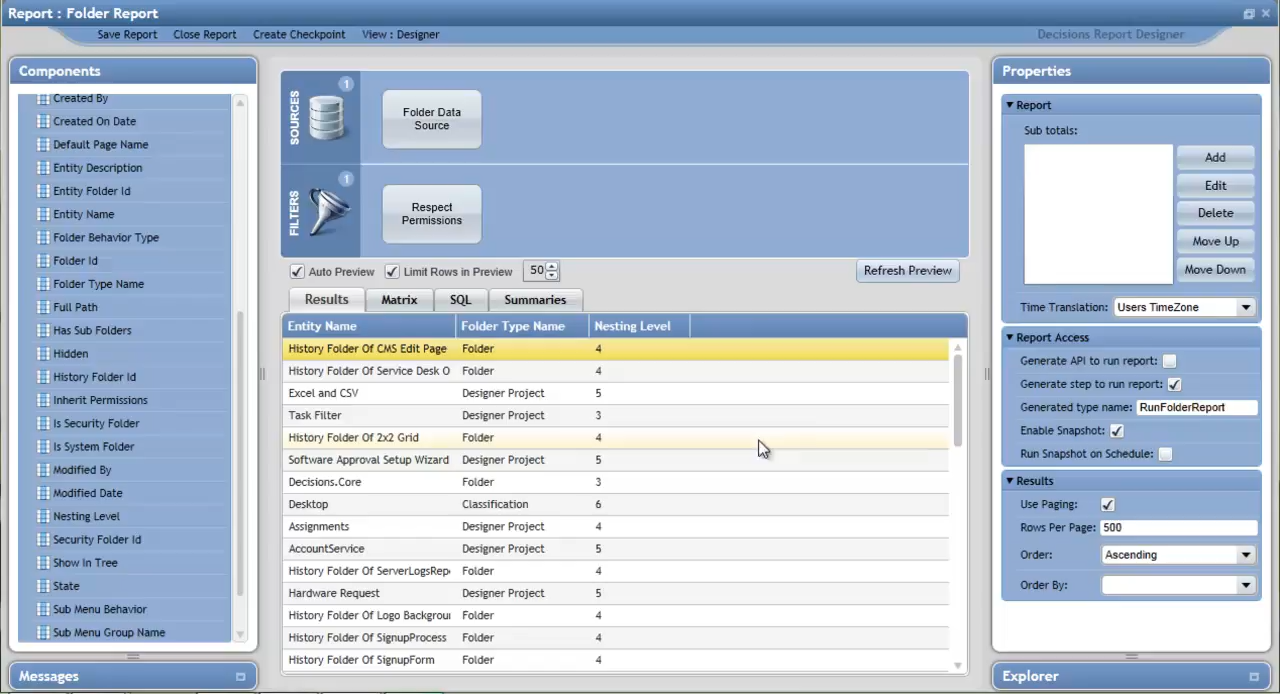 Report : Folder Report
Save Report Close Report Create Checkpoint View : Designer Decisions Report Designer
Components
Created By
Created On Date
Default Page Name
Entity Description
Entity Folder Id
Entity Name
Folder Behavior Type
Folder Id
Folder Type Name
Full Path
Has Sub Folders
Hidden
History Folder Id
Inherit Permissions
Is Security Folder
Is System Folder
Modified By
Modified Date
Nesting Level
Security Folder Id
Show In Tree
State
Sub Menu Behavior
Sub Menu Group Name
Messages
SOURCES
1
Folder Data
Source
FILTERS
1
Respect
Permissions
Auto Preview Limit Rows in Preview 50 Refresh Preview
Results Matrix SQL Summaries
Entity Name Folder Type Name Nesting Level
History Folder Of CMS Edit Page Folder 4
History Folder Of Service Desk O Folder 4
Excel and CSV Designer Project 5
Task Filter Designer Project 3
History Folder Of 2x2 Grid Folder 4
Software Approval Setup Wizard Designer Project 5
Decisions.Core Folder 3
Desktop Classification 6
Assignments Designer Project 4
AccountService Designer Project 5
History Folder Of ServerLogsRep Folder 4
Hardware Request Designer Project 5
History Folder Of Logo Backgrou Folder 4
History Folder Of SignupProcess Folder 4
History Folder Of SignupForm Folder 4
Properties
Report
Sub totals:
Add
Edit
Delete
Move Up
Move Down
Time Translation: Users TimeZone
Report Access
Generate API to run report:
Generate step to run report:
Generated type name: RunFolderReport
Enable Snapshot:
Run Snapshot on Schedule:
Results
Use Paging:
Rows Per Page: 500
Order: Ascending
Order By:
Explorer